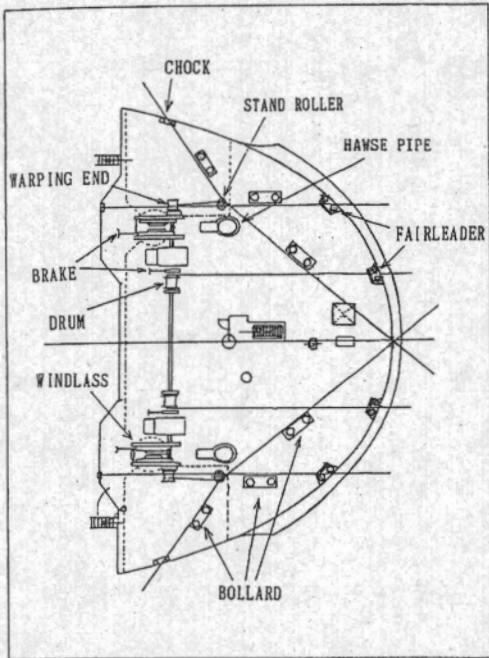 CHOCK
STAND ROLLER
HAWSE PIPE
WARPING END
FAIRLEADER
BRAKE
DRUM
WINDLASS
BOLLARD